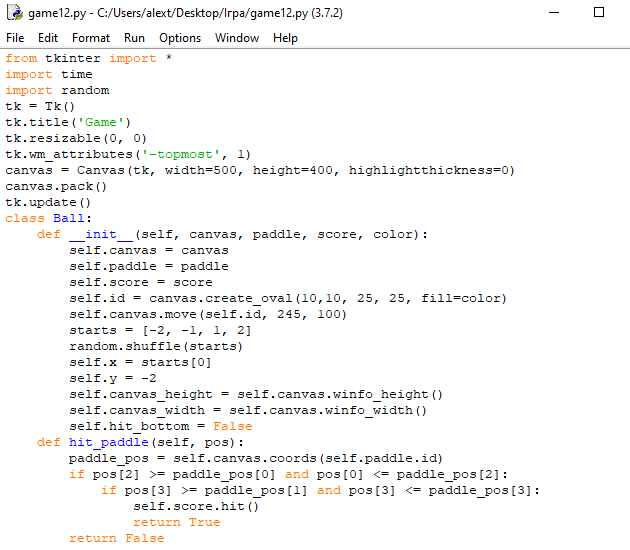 game12.py - C:/Users/alext/Desktop/Igra/game12.py (3.7.2)
File Edit Format Run Options Window Help
from tkinter import *
import time
import random
tk = Tk()
tk.title('Game')
tk.resizable(0, 0)
tk.wm_attributes('-topmost', 1)
canvas = Canvas(tk, width=500, height=400, highlightthickness=0)
canvas.pack()
tk.update()
class Ball:
    def __init__(self, canvas, paddle, score, color):
        self.canvas = canvas
        self.paddle = paddle
        self.score = score
        self.id = canvas.create_oval(10,10, 25, 25, fill=color)
        self.canvas.move(self.id, 245, 100)
        starts = [-2, -1, 1, 2]
        random.shuffle(starts)
        self.x = starts[0]
        self.y = -2
        self.canvas_height = self.canvas.winfo_height()
        self.canvas_width = self.canvas.winfo_width()
        self.hit_bottom = False
    def hit_paddle(self, pos):
        paddle_pos = self.canvas.coords(self.paddle.id)
        if pos[2] >= paddle_pos[0] and pos[0] <= paddle_pos[2]:
            if pos[3] >= paddle_pos[1] and pos[3] <= paddle_pos[3]:
                self.score.hit()
                return True
        return False